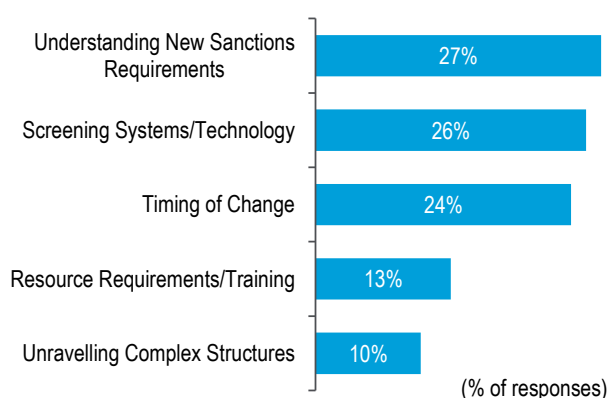 Understanding New Sanctions
Requirements
27%
Screening Systems/Technology
26%
Timing of Change
24%
Resource Requirements/Training
13%
Unravelling Complex Structures
10%
(% of responses)